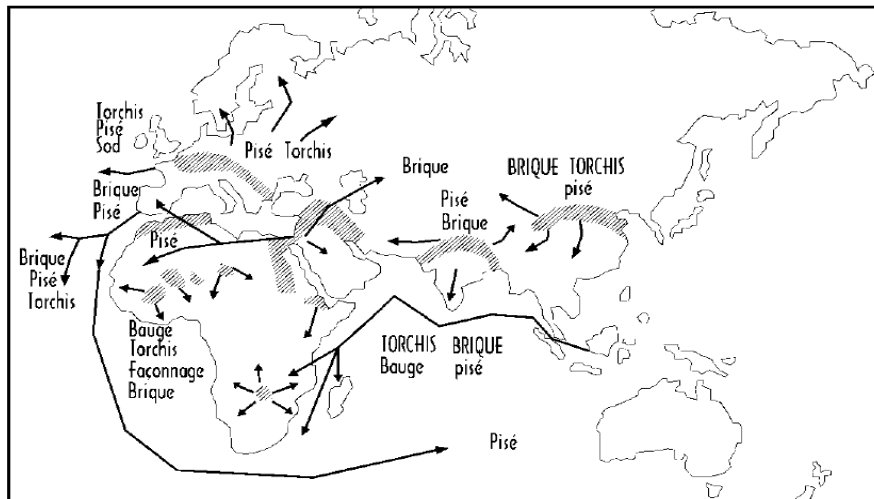 Torchis
Pisé
Sod
Pisé Torchis
Brique
BRIQUE TORCHIS
pisé
Brique
Pisé
Pisé
Brique
Pisé
Brique
Pisé
Torchis
Bauge
Torchis
Façonnage
Brique
TORCHIS BRIQUE
Bauge pisé
Pisé